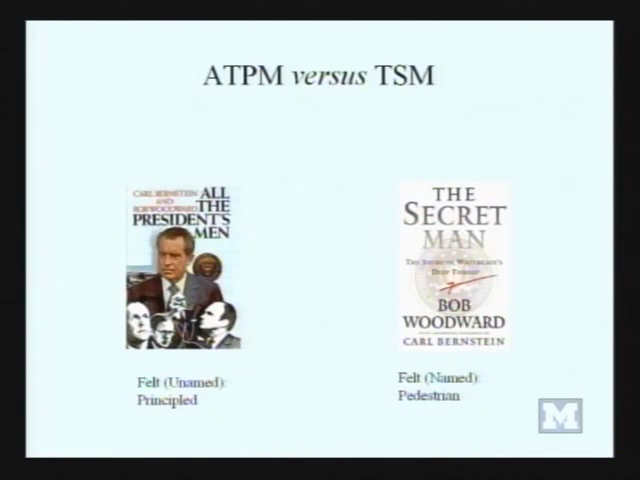 ATPM versus TSM
CARL BERNSTEIN
AND
BOB WOODWARD
ALL
THE
PRESIDENT'S
MEN
THE
SECRET
MAN
THE STORY OF WATERGATE'S
DEEP THROAT
BOB
WOODWARD
CARL BERNSTEIN
Felt (Unamed):
Principled
Felt (Named):
Pedestrian
M